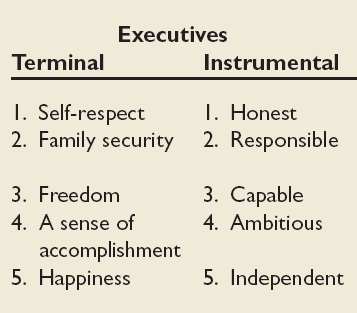 Executives
Terminal Instrumental
1. Self-respect 1. Honest
2. Family security 2. Responsible
3. Freedom 3. Capable
4. A sense of 4. Ambitious
accomplishment
5. Happiness 5. Independent